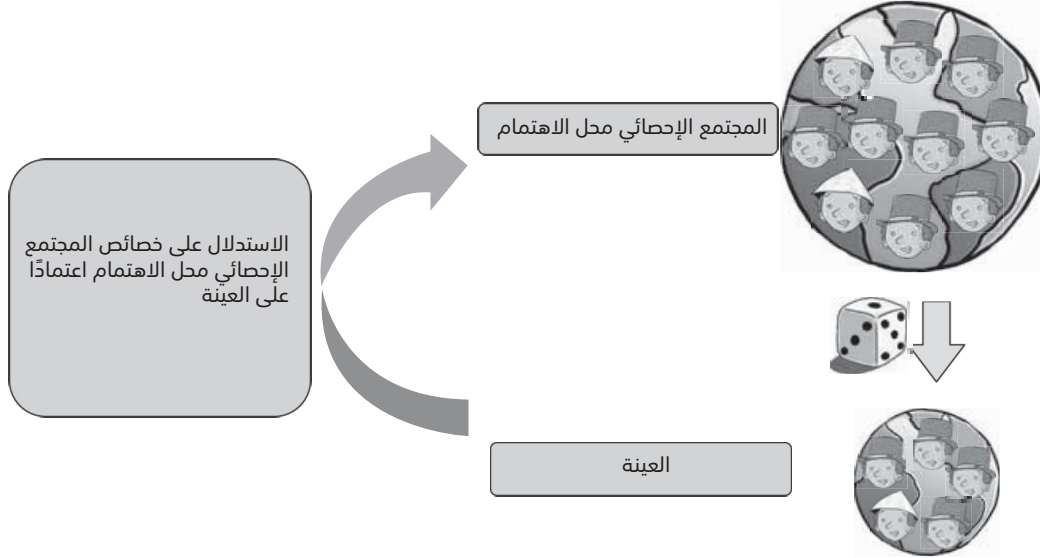 المجتمع الإحصائي محل الاهتمام
الاستدلال على خصائص المجتمع
الإحصائي محل الاهتمام اعتمادًا
على العينة
العينة